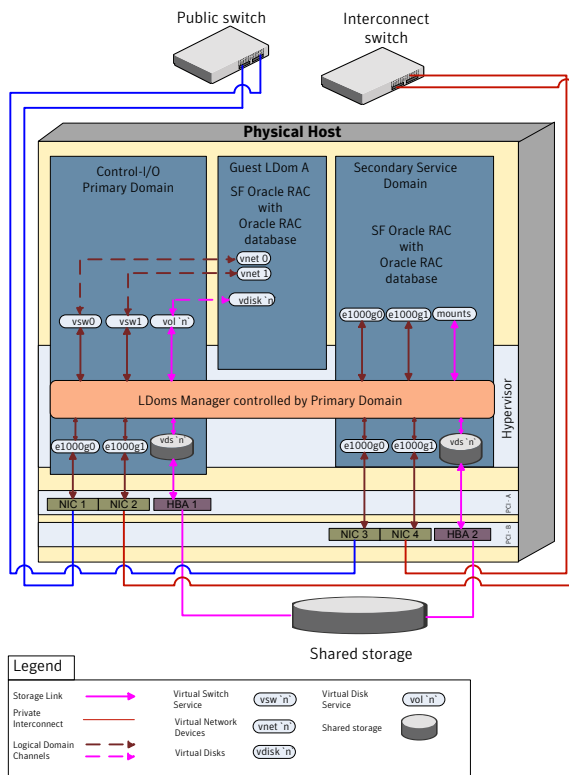 Public switch
Interconnect
switch
Physical Host
Control-I/O
Primary Domain
Guest LDom A
SF Oracle RAC
with
Oracle RAC
database
Secondary Service
Domain
SF Oracle RAC
with
Oracle RAC
database
vnet 0
vnet 1
vdisk `n
vsw0
vsw1
vol `n`
e1000g0
e1000g1
mounts
LDoms Manager controlled by Primary Domain
Hypervisor
e1000g0
e1000g1
vds `n`
e1000g0
e1000g1
vds `n`
NIC 1
NIC 2
HBA 1
PCI - A
NIC 3
NIC 4
HBA 2
PCI - B
Shared storage
Legend
Storage Link
Private
Interconnect
Logical Domain
Channels
Virtual Switch
Service
vsw `n`
Virtual Network
Devices
vnet `n`
Virtual Disks
vdisk`n`
Virtual Disk
Service
vol `n`
Shared storage